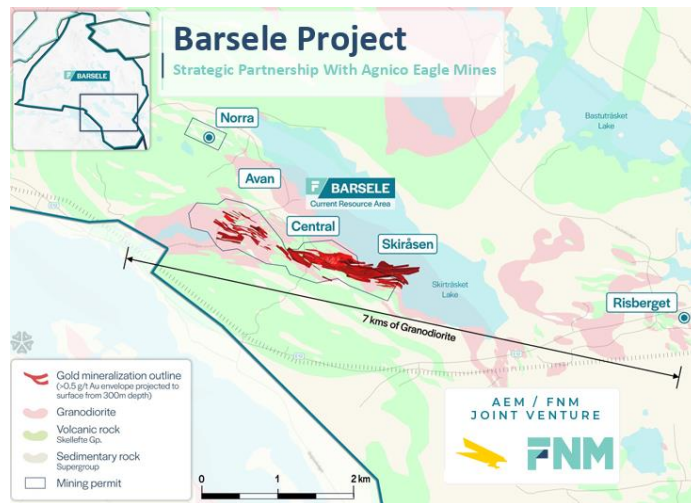 BARSELE
Barsele Project
Strategic Partnership With Agnico Eagle Mines
Norra
Bastuträsket
Lake
Avan
BARSELE
Current Resource Area
Central
Skiråsen
Skirträsket
Lake
Risberget
7 kms of Granodiorite
Gold mineralization outline
(>0.5 g/t Au envelope projected to
surface from 300m depth)
Granodiorite
Volcanic rock
Skellefte Gp.
Sedimentary rock
Supergroup
Mining permit
0 1 2 km
AEM / FNM
JOINT VENTURE
FNM